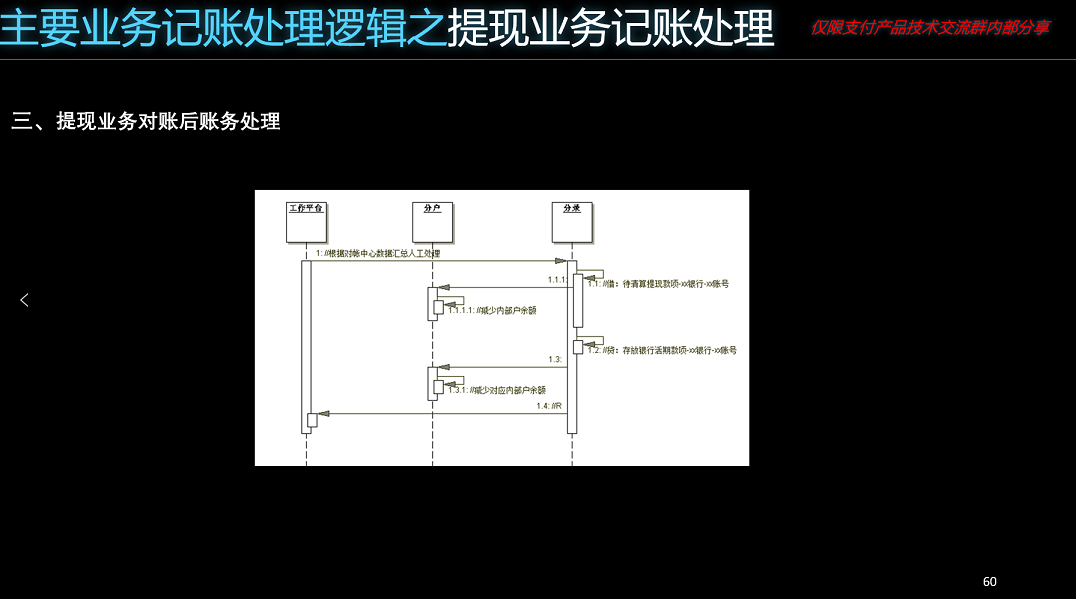 主要业务记账处理逻辑之提现业务记账处理
仅限支付产品技术交流群内部分享
三、提现业务对账后账务处理
工作平台
分户
分录
1: //根据对帐中心数据汇总人工处理
1.1: //借：待清算提现款项-xx银行-xx账号
1.1.1:
1.1.1.1: //减少内部户余额
1.2: //贷：存放银行活期款项-xx银行-xx账号
1.3:
1.3.1: //减少对应内部户余额
1.4: //R
60